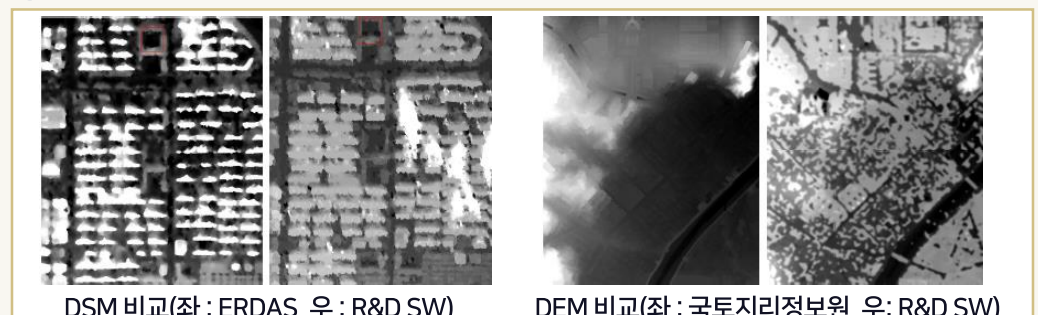 DSM 비교(좌 : ERDAS, 우 : R&D SW)
DEM 비교(좌 : 국토지리정보원, 우: R&D SW)